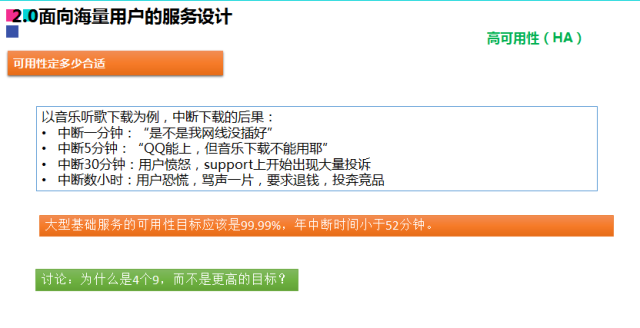 2.0面向海量用户的服务设计
高可用性（HA）
可用性定多少合适
以音乐听歌下载为例，中断下载的后果：
• 中断一分钟：“是不是我网线没插好”
• 中断5分钟：“QQ能上，但音乐下载不能用耶”
• 中断30分钟：用户愤怒，support上开始出现大量投诉
• 中断数小时：用户恐慌，骂声一片，要求退钱，投奔竞品
大型基础服务的可用性目标应该是99.99%，年中断时间小于52分钟。
讨论：为什么是4个9，而不是更高的目标？